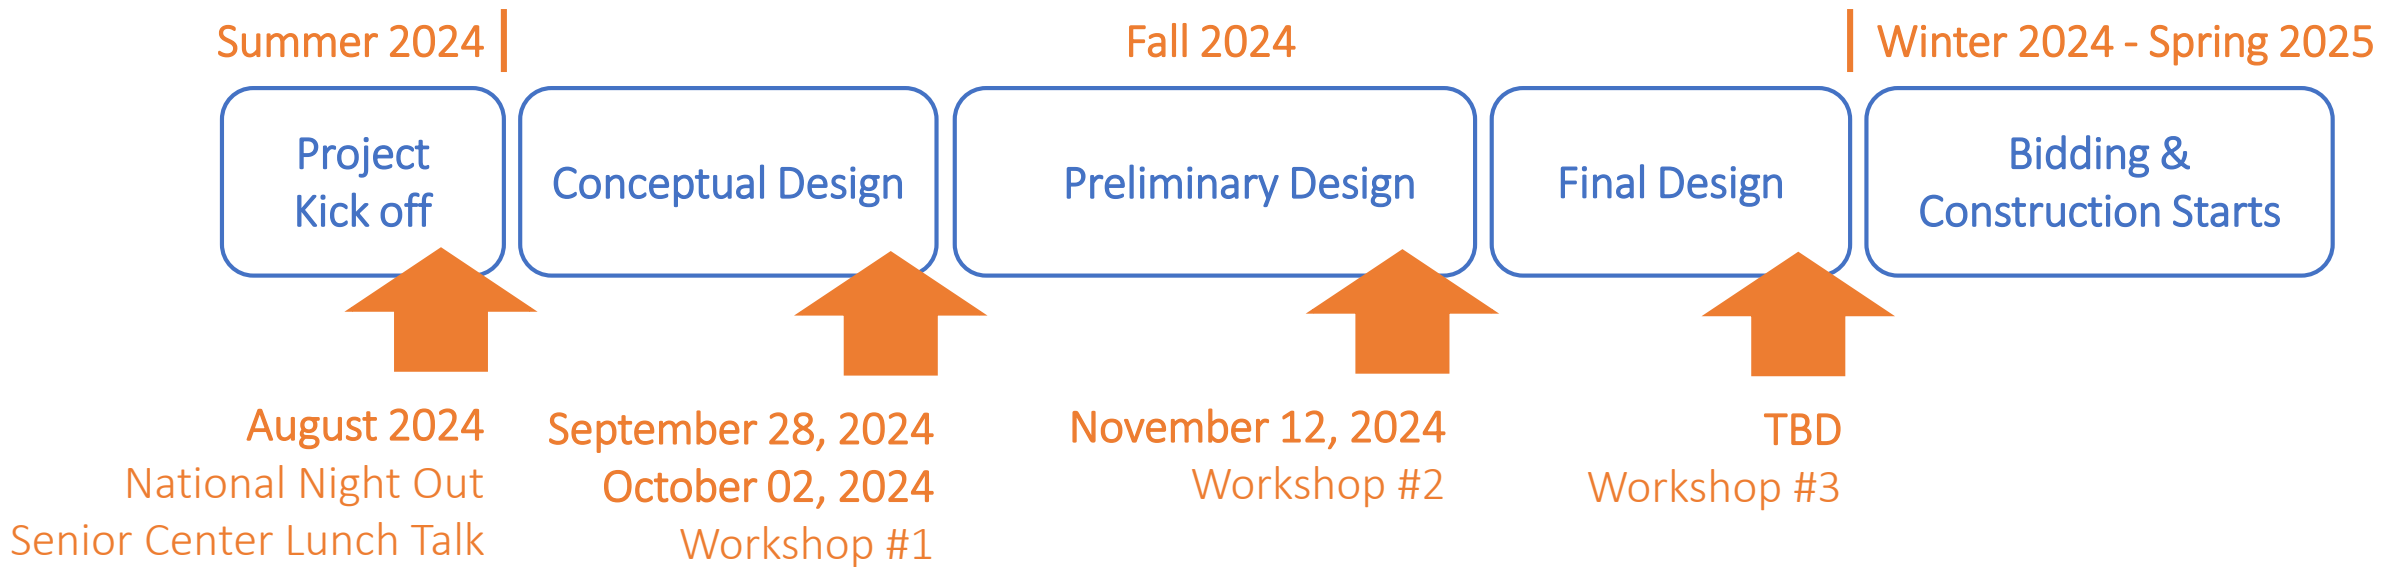 Summer 2024
Fall 2024
Winter 2024 - Spring 2025
Project
Kick off
Conceptual Design
Preliminary Design
Final Design
Bidding &
Construction Starts
August 2024
National Night Out
Senior Center Lunch Talk
September 28, 2024
October 02, 2024
Workshop #1
November 12, 2024
Workshop #2
TBD
Workshop #3